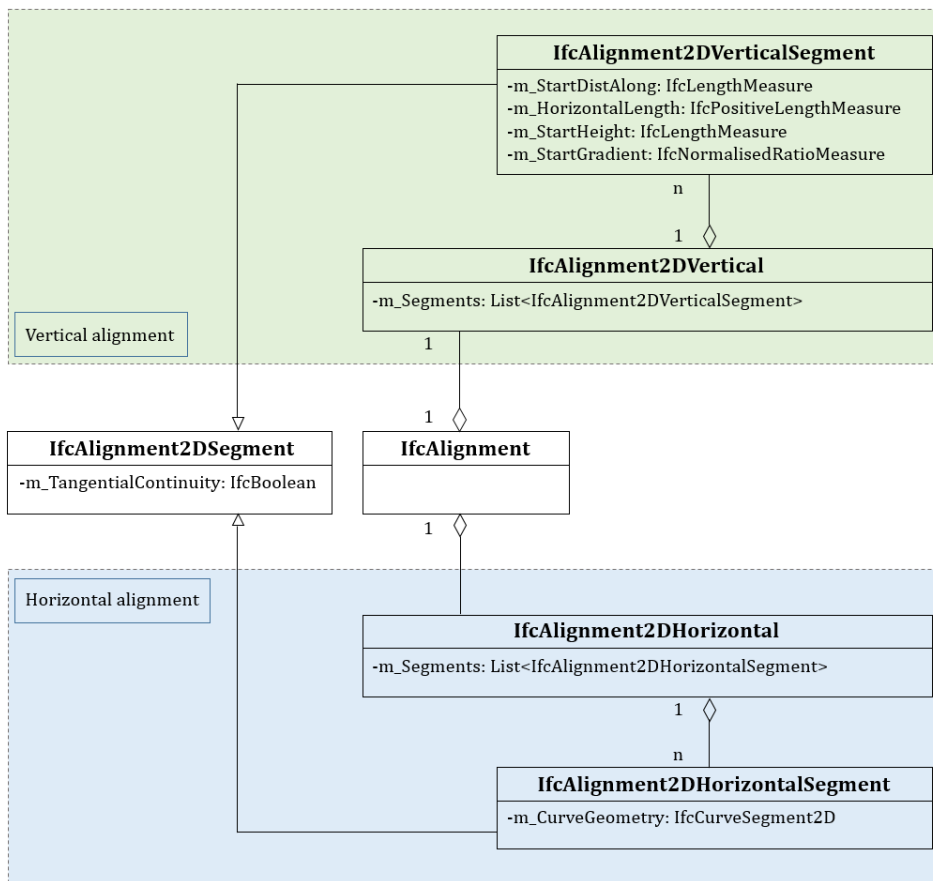 IfcAlignment2DVerticalSegment
-m_StartDistAlong: IfcLengthMeasure
-m_HorizontalLength: IfcPositiveLengthMeasure
-m_StartHeight: IfcLengthMeasure
-m_StartGradient: IfcNormalisedRatioMeasure
n
1
IfcAlignment2DVertical
-m_Segments: List<IfcAlignment2DVerticalSegment>
Vertical alignment
1
1
IfcAlignment2DSegment
-m_TangentialContinuity: IfcBoolean
IfcAlignment
1
Horizontal alignment
IfcAlignment2DHorizontal
-m_Segments: List<IfcAlignment2DHorizontalSegment>
1
n
IfcAlignment2DHorizontalSegment
-m_CurveGeometry: IfcCurveSegment2D